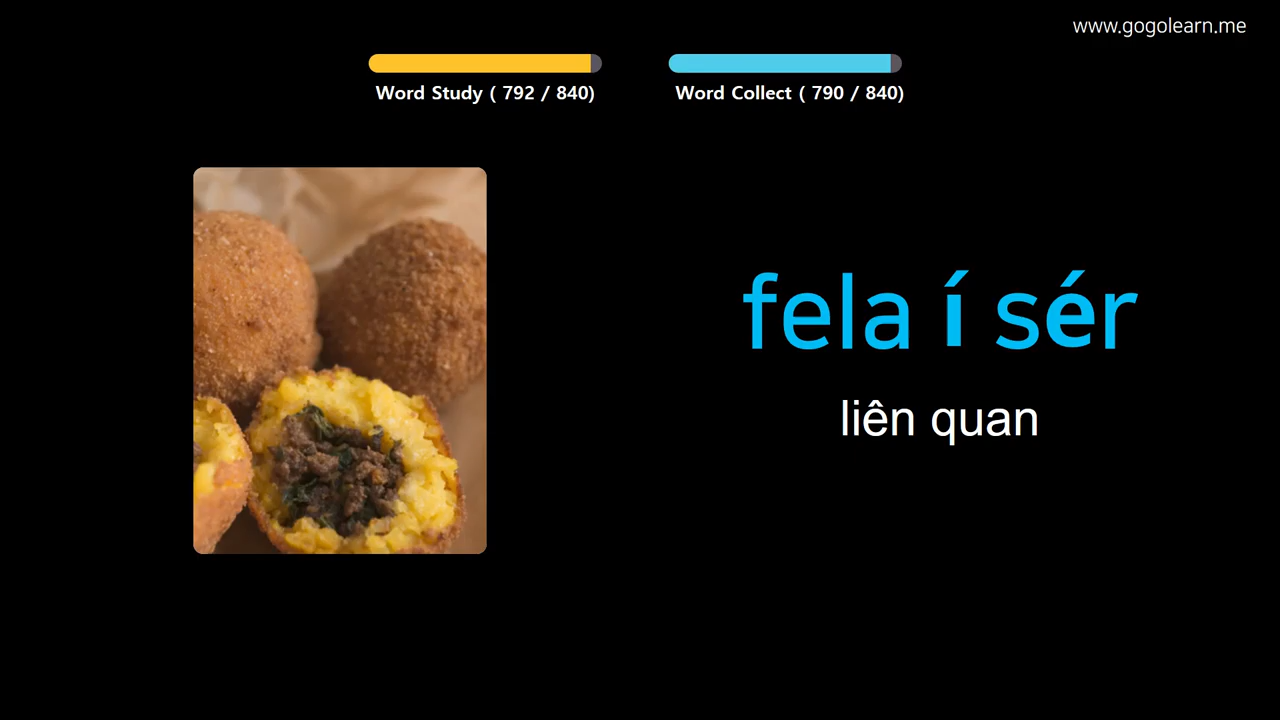 www.gogolearn.me
Word Study ( 792 / 840)
Word Collect ( 790 / 840)
fela í sér
liên quan